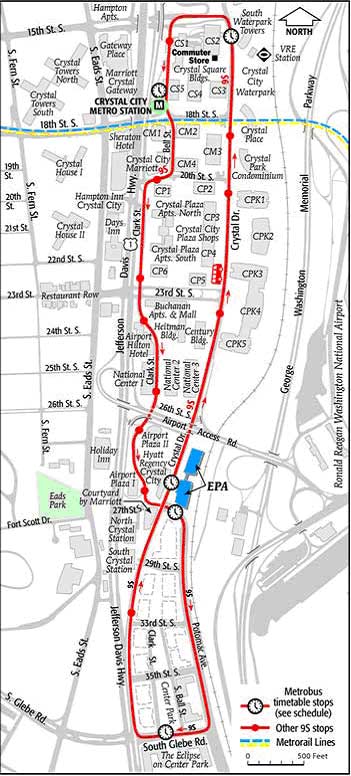 Hampton
Apts.
15th St. S.
Gateway
Place
South
Watertown
Towers
NORTH
CS1
CS2
Commuter
Store
VRE
Station
S. Fern St.
S. Eads St.
Crystal
Towers
North
Marriott
Crystal
Gateway
Crystal Square
Bldgs.
9S
Crystal
City
Waterpark
Crystal
Towers
South
CRYSTAL CITY
METRO STATION
M
CS5
CS4
CS3
Parkway
18th St. S.
18th St. S.
Sheraton
Hotel
CM1
Bell St.
CM2
Crystal
Place
Crystal
House I
Hwy.
Crystal City
Marriott
9S
CM4
CM3
Crystal
Park
Condominium
19th
St.
20th St. S.
Memorial
20th
St.
Hampton Inn
Crystal City
CP1
CP2
CPK1
S. Fern St.
Days
Inn
Clark St.
Crystal Plaza
Apts. North
CP3
Crystal Dr.
21st St.
Crystal
House II
1
Crystal City
Plaza Shops
CPK2
22nd St. S.
Davis
Crystal Plaza
Apts. South
CP4
CP6
CP5
CPK3
Washington
23rd St.
Restaurant Row
23rd St. S.
Buchanan
Apts. & Mall
CPK4
24th St. S.
Jefferson
Airport
Hilton
Hotel
Heitman
Bldg.
Century
Bldg.
CPK5
25th St. S.
Clark St.
National
Center 1
National
Center 2
National
Center 3
George
26th St. S.
26th St. S.
9S
S. Eads St.
S. Fern St.
Airport Access Rd.
Crystal Dr.
Ronald Reagan Washington National Airport
Airport
Plaza II
Holiday
Inn
Hyatt
Regency
Crystal
City
Airport
Plaza I
EPA
Eads
Park
Courtyard
by Marriott
27th St. S.
Fort Scott Dr.
North
Crystal
Station
South
Crystal
Station
29th St. S.
9S
9S
S. Eads St.
Jefferson Davis Hwy.
33rd St. S.
Clark St.
Potomac Ave.
35th St. S.
Center Park
S. Ball St.
S. Glebe Rd.
9S
South Glebe Rd.
The Eclipse
on Center Park
Metrobus
timetable stops
(see schedule)
Other 9S stops
Metrorail Lines
0 500 Feet